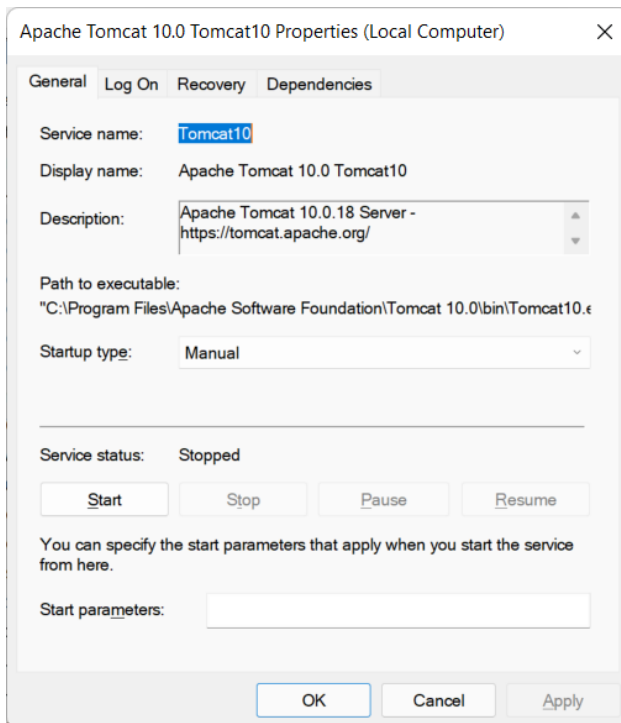 Apache Tomcat 10.0 Tomcat10 Properties (Local Computer)
General Log On Recovery Dependencies
Service name: Tomcat10
Display name: Apache Tomcat 10.0 Tomcat10
Description: Apache Tomcat 10.0.18 Server -
https://tomcat.apache.org/
Path to executable:
"C:\Program Files\Apache Software Foundation\Tomcat 10.0\bin\Tomcat10.e
Startup type: Manual
Service status: Stopped
Start Stop Pause Resume
You can specify the start parameters that apply when you start the service
from here.
Start parameters:
OK Cancel Apply